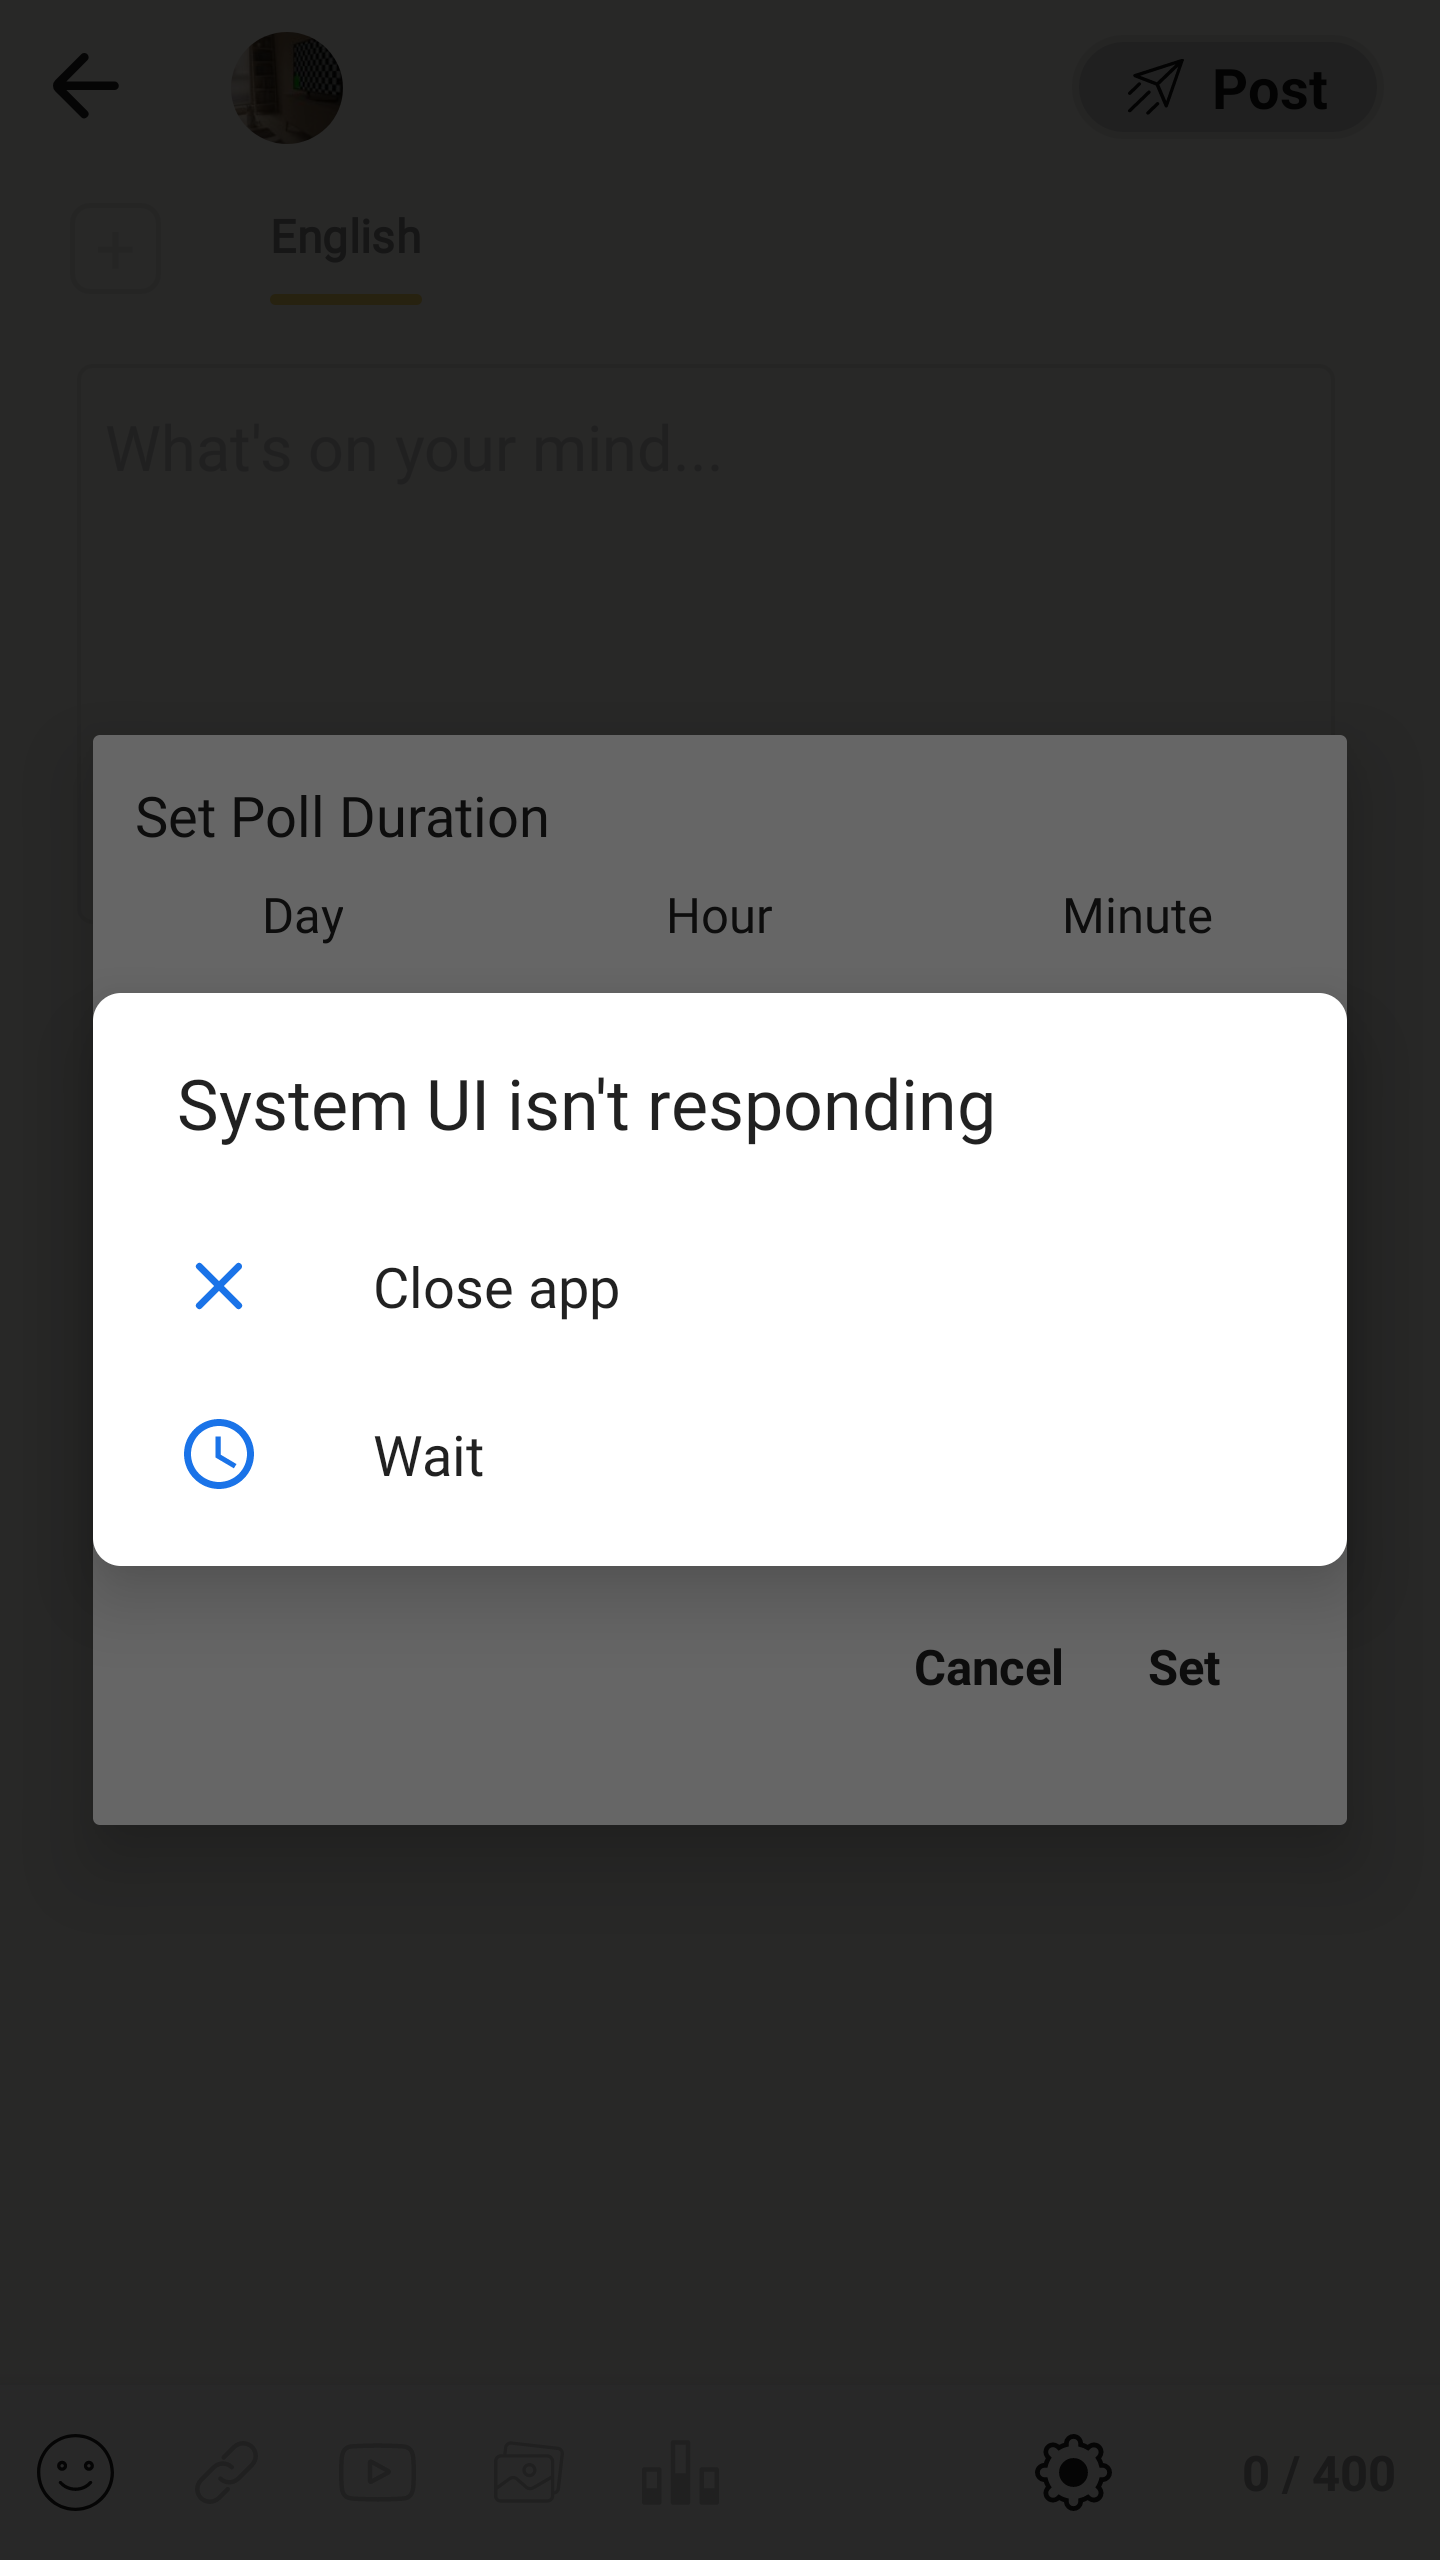 Post
English
What's on your mind...
Set Poll Duration
Day Hour Minute
System UI isn't responding
Close app
Wait
Cancel Set
0 / 400